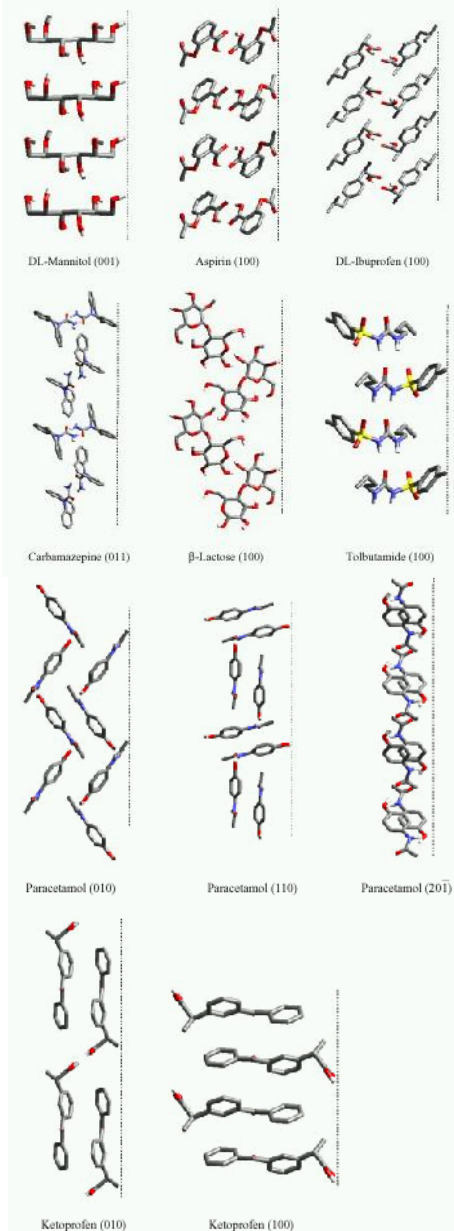 DL-Mannitol (001)
Aspirin (100)
DL-Ibuprofen (100)
Carbamazepine (011)
β-Lactose (100)
Tolbutamide (100)
Paracetamol (010)
Paracetamol (110)
Paracetamol (201̅)
Ketoprofen (010)
Ketoprofen (100)